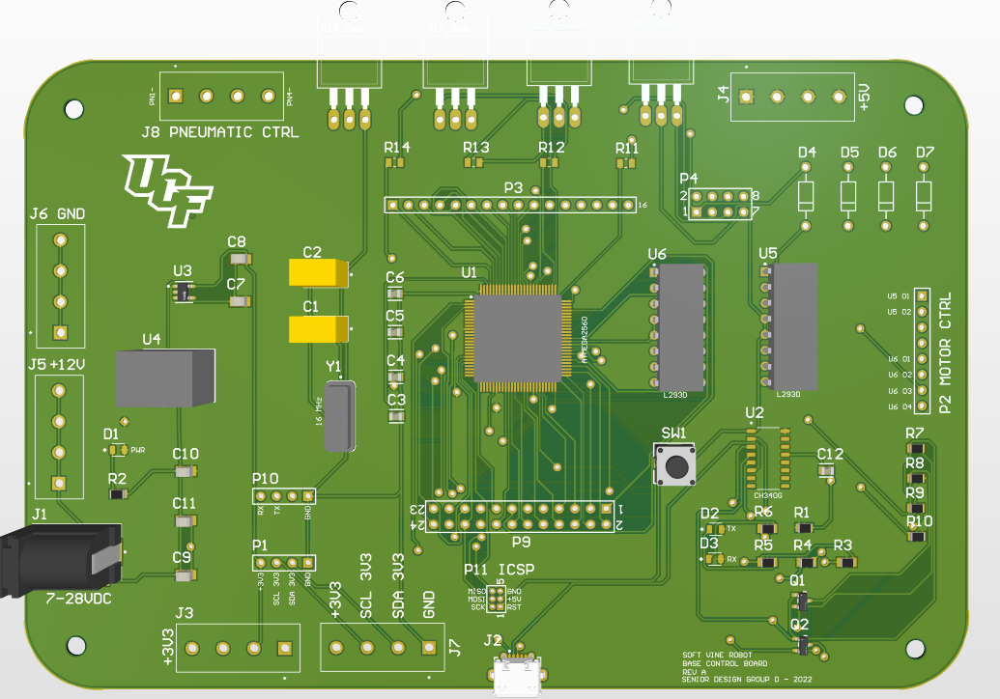 PN1-
PN4-
J8 PNEUMATIC CTRL
J4
+5V
R14
R13
R12
R11
D4
D5
D6
D7
UCF
P3
16
P4
2
8
1
7
J6 GND
C8
U3
C7
C2
C1
C6
C5
C4
C3
U1
ATMEGA2560
U6
L293D
U5
L293D
U5 O1
U5 O2
U6 O1
U6 O2
U6 O3
U6 O4
P2 MOTOR CTRL
U4
J5 +12V
Y1
16 MHz
D1
PWR
R2
C10
C11
C9
J1
7-28VDC
P10
RX
TX
GND
P1
+3V3
SCL 3V3
SDA 3V3
GND
SW1
U2
CH340G
C12
R7
R8
R9
R10
23
1
24
2
P9
D2
TX
D3
RX
R6
R1
R5
R4
R3
Q1
Q2
P11 ICSP
5
MISO
GND
MOSI
+5V
SCK
RST
1
J3
+3V3
+3V3
SCL 3V3
SDA 3V3
GND
J7
J2
SOFT VINE ROBOT
BASE CONTROL BOARD
REV A
SENIOR DESIGN GROUP D - 2022